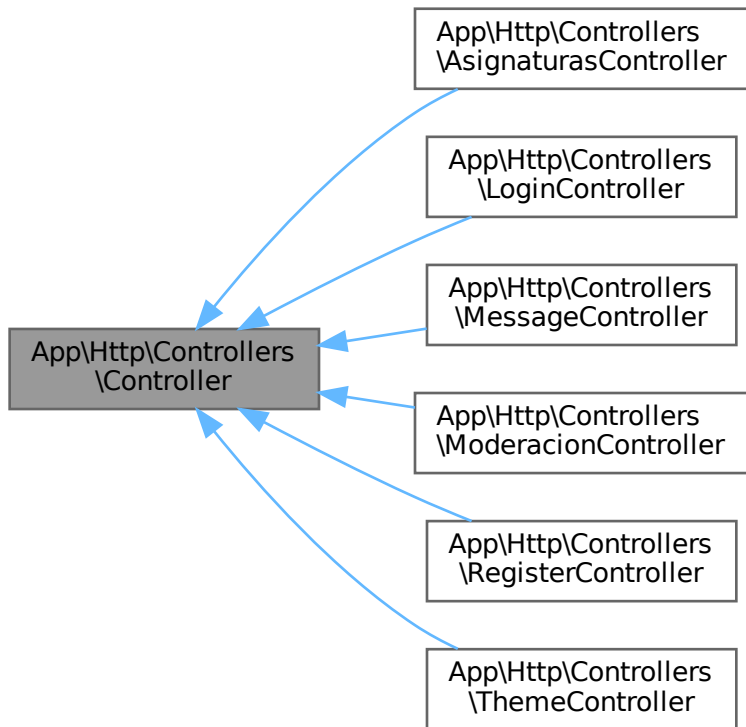 App\Http\Controllers
\AsignaturasController
App\Http\Controllers
\LoginController
App\Http\Controllers
\MessageController
App\Http\Controllers
\Controller
App\Http\Controllers
\ModeracionController
App\Http\Controllers
\RegisterController
App\Http\Controllers
\ThemeController